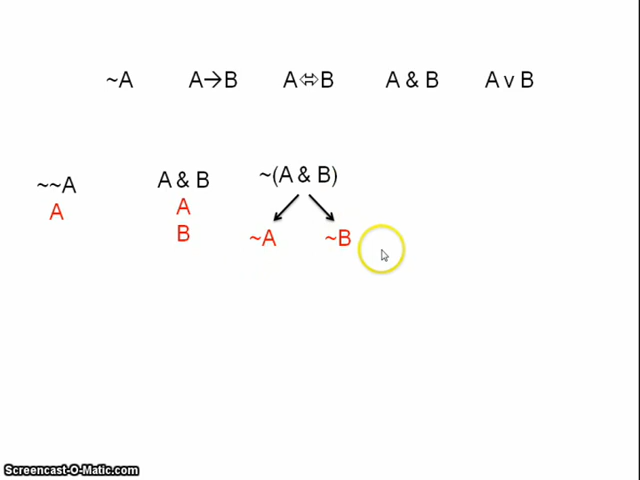 ~A A→B A⇔B A & B A v B
~~A A & B ~(A & B)
A A
B ~A ~B
Screencast-O-Matic.com